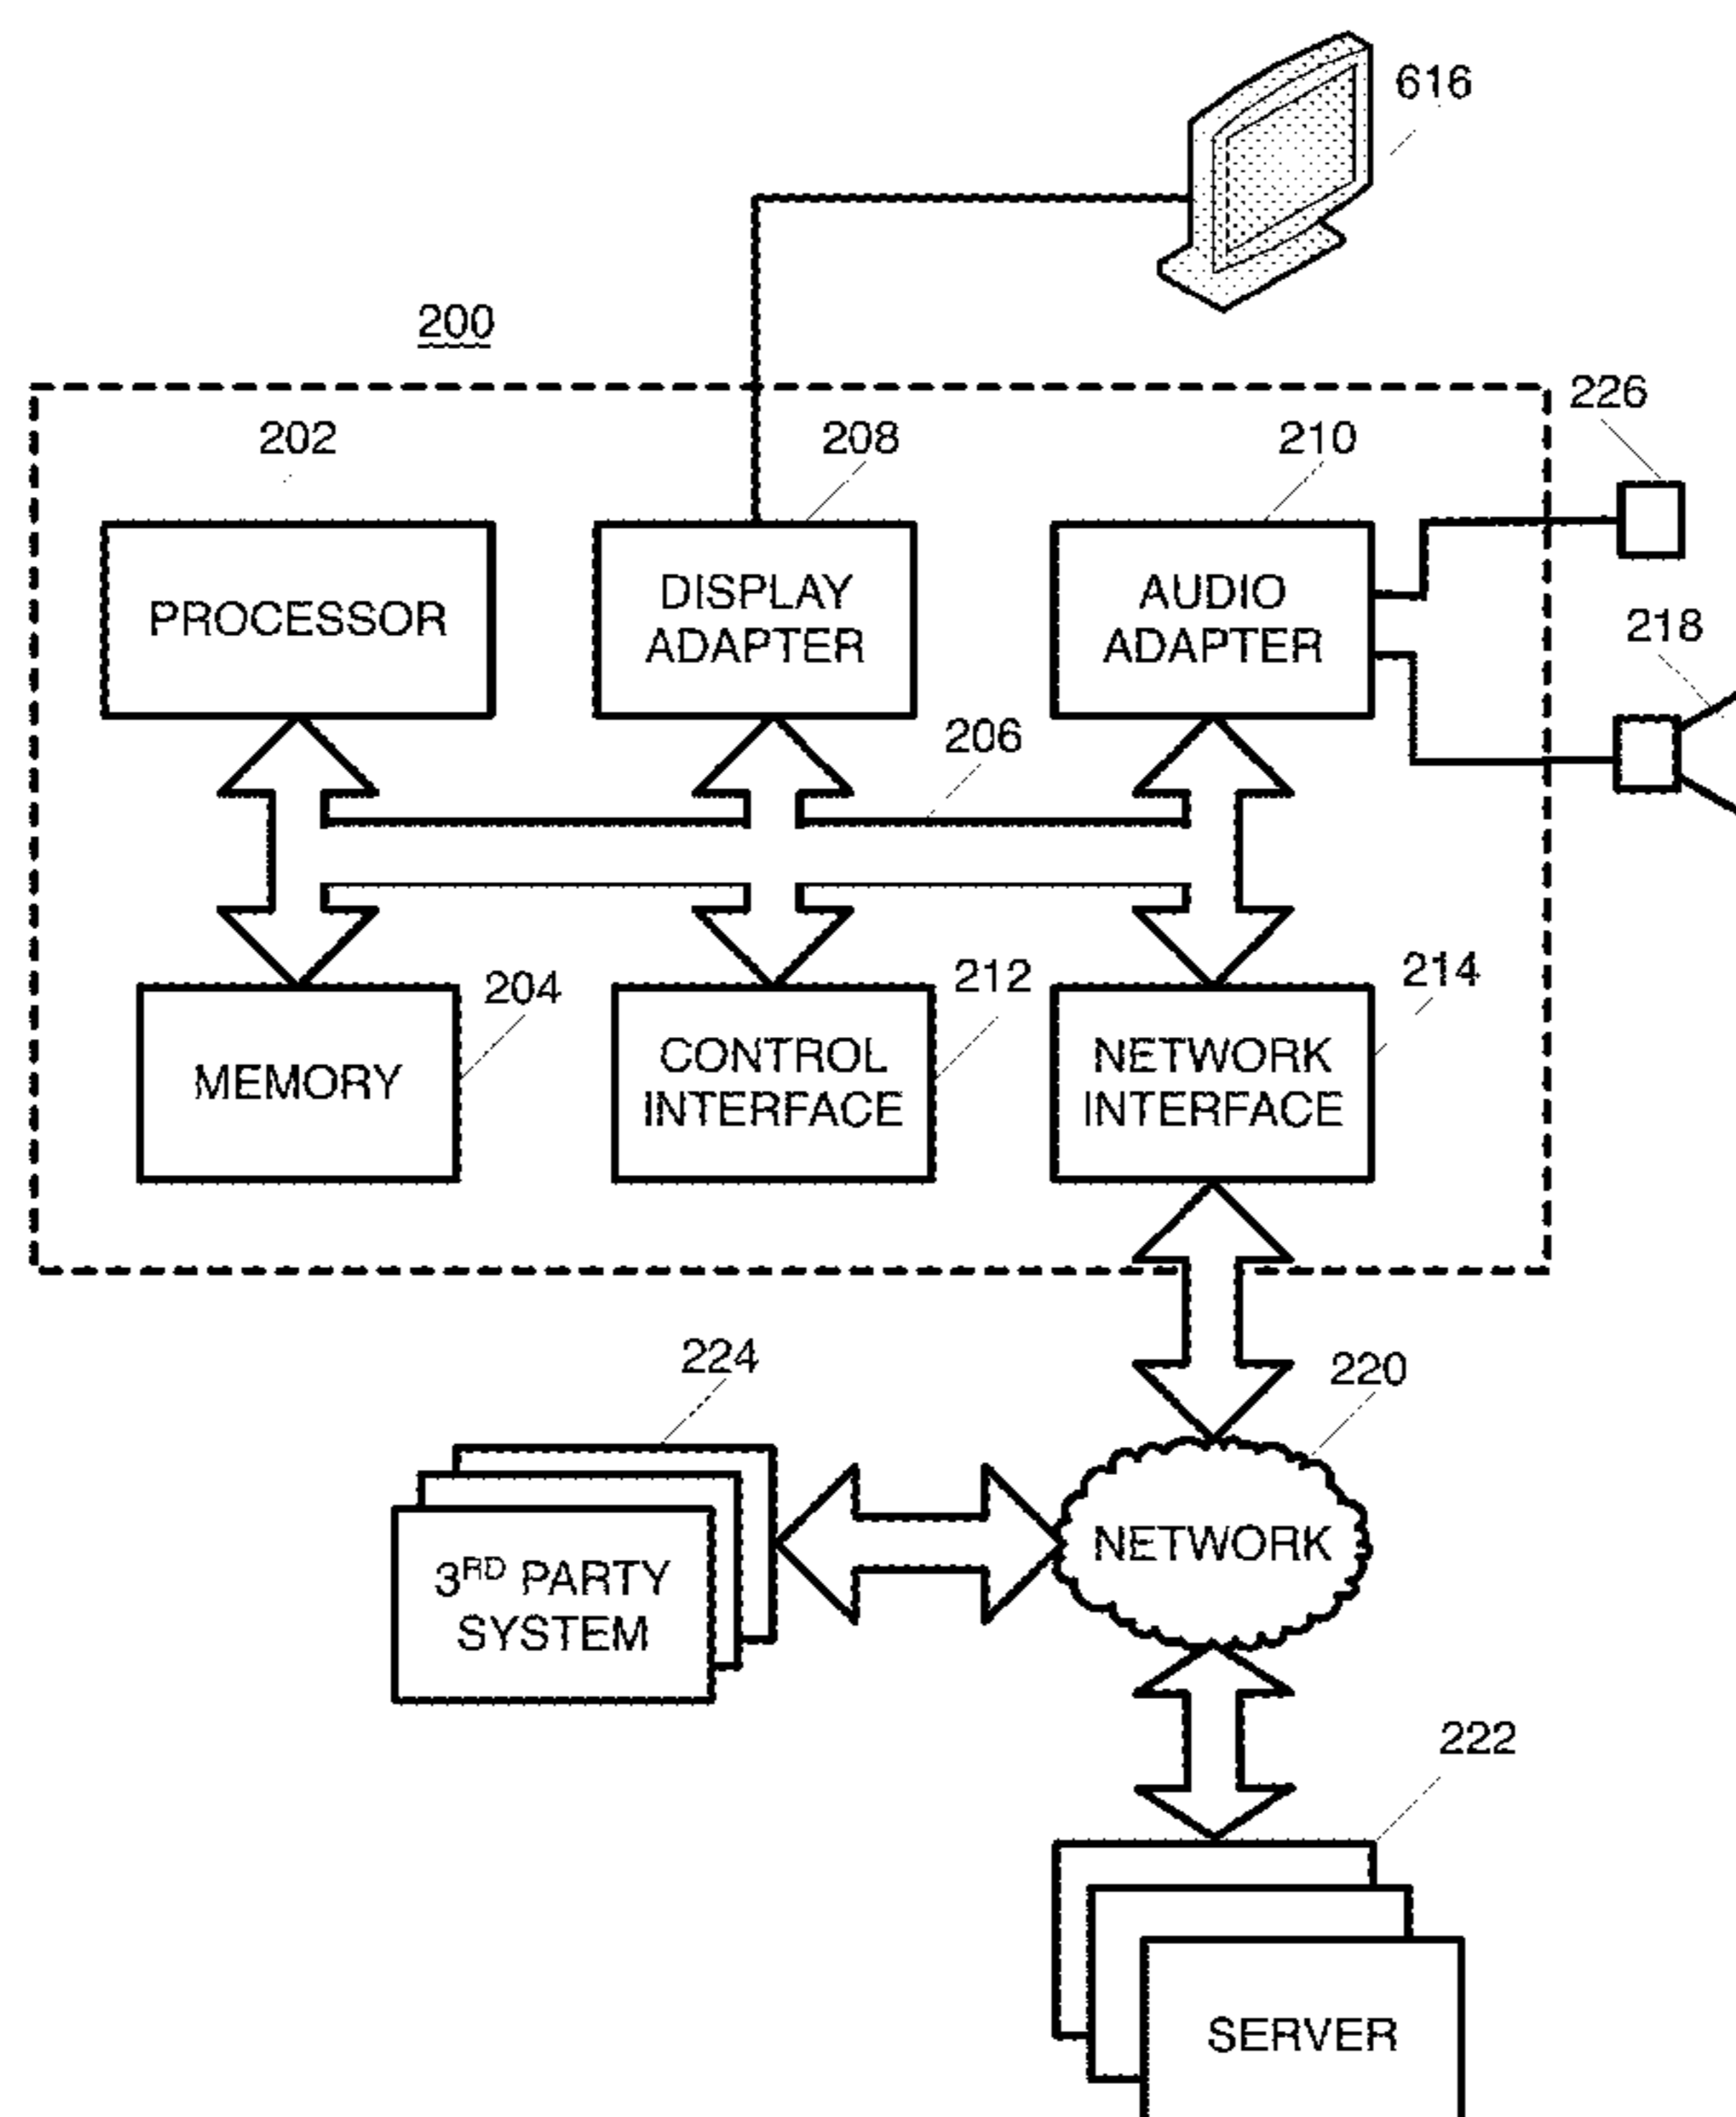 616
200
226
202
208
210
PROCESSOR
DISPLAY
ADAPTER
AUDIO
ADAPTER
218
206
204
212
214
MEMORY
CONTROL
INTERFACE
NETWORK
INTERFACE
224
220
3RD PARTY
SYSTEM
NETWORK
222
SERVER